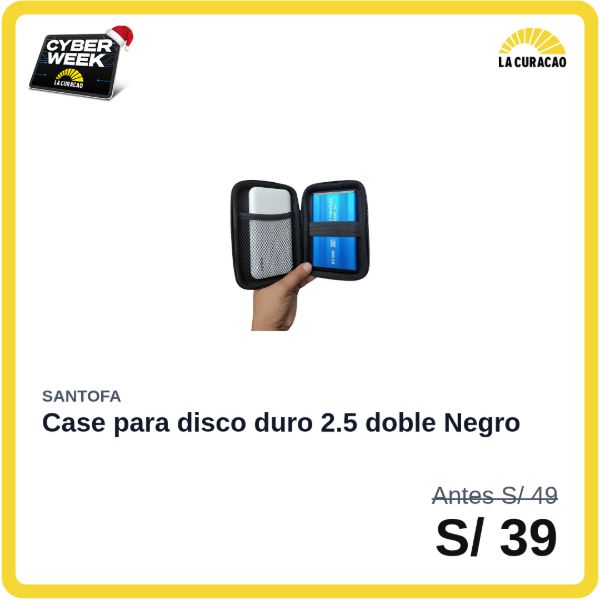 CYBER
WEEK
LA CURACAO
LA CURACAO
SANTOFA
Case para disco duro 2.5 doble Negro
Antes S/ 49
S/ 39